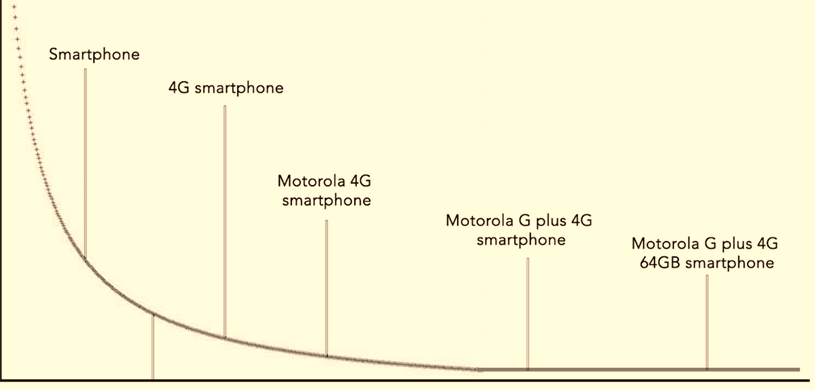 Smartphone
4G smartphone
Motorola 4G
smartphone
Motorola G plus 4G
smartphone
Motorola G plus 4G
64GB smartphone